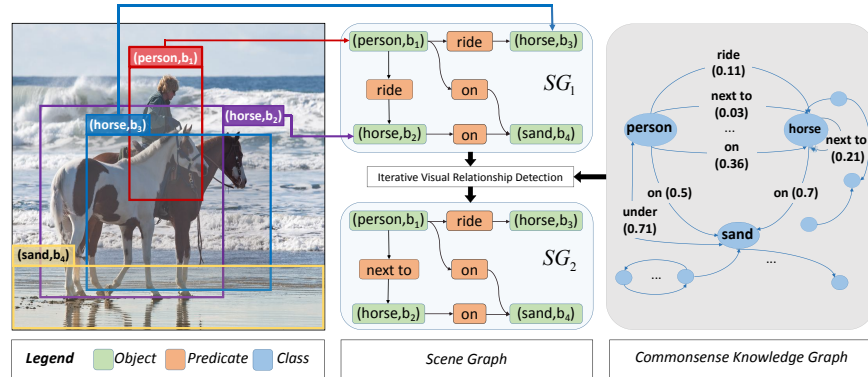 (person,b₁)
(horse,b₂)
(horse,b₃)
(sand,b₄)
(person,b₁)
ride
(horse,b₃)
ride
on
SG₁
(horse,b₂)
on
(sand,b₄)
Iterative Visual Relationship Detection
(person,b₁)
ride
(horse,b₃)
next to
on
SG₂
(horse,b₂)
on
(sand,b₄)
ride
(0.11)
next to
(0.03)
...
person
horse
next to
(0.21)
on
(0.36)
on (0.5)
on (0.7)
under
(0.71)
sand
...
...
Legend
Object
Predicate
Class
Scene Graph
Commonsense Knowledge Graph